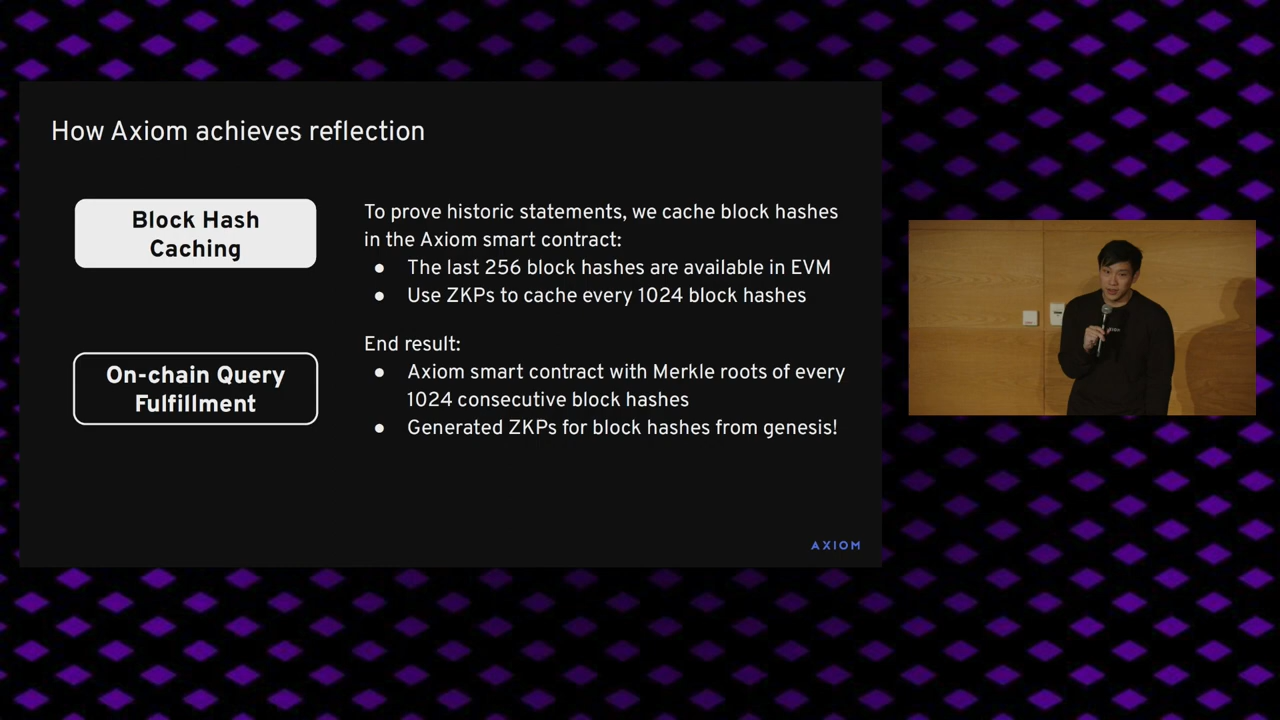 How Axiom achieves reflection
Block Hash
Caching
To prove historic statements, we cache block hashes
in the Axiom smart contract:
● The last 256 block hashes are available in EVM
● Use ZKPs to cache every 1024 block hashes
On-chain Query
Fulfillment
End result:
● Axiom smart contract with Merkle roots of every
1024 consecutive block hashes
● Generated ZKPs for block hashes from genesis!
AXIOM